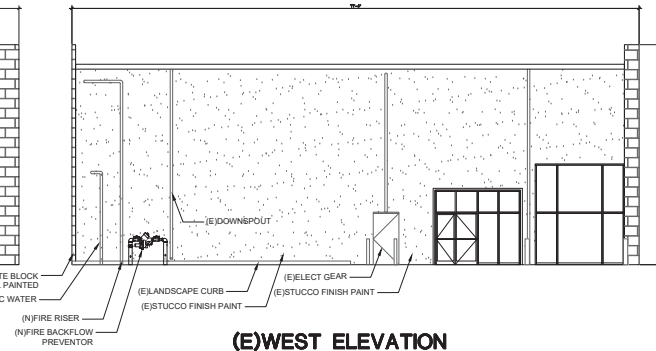 (E)DOWNSPOUT
TE BLOCK
PAINTED
C WATER
(N)FIRE RISER
(N)FIRE BACKFLOW
PREVENTOR
(E)LANDSCAPE CURB
(E)STUCCO FINISH PAINT
(E)ELECT GEAR
(E)STUCCO FINISH PAINT
(E)WEST ELEVATION